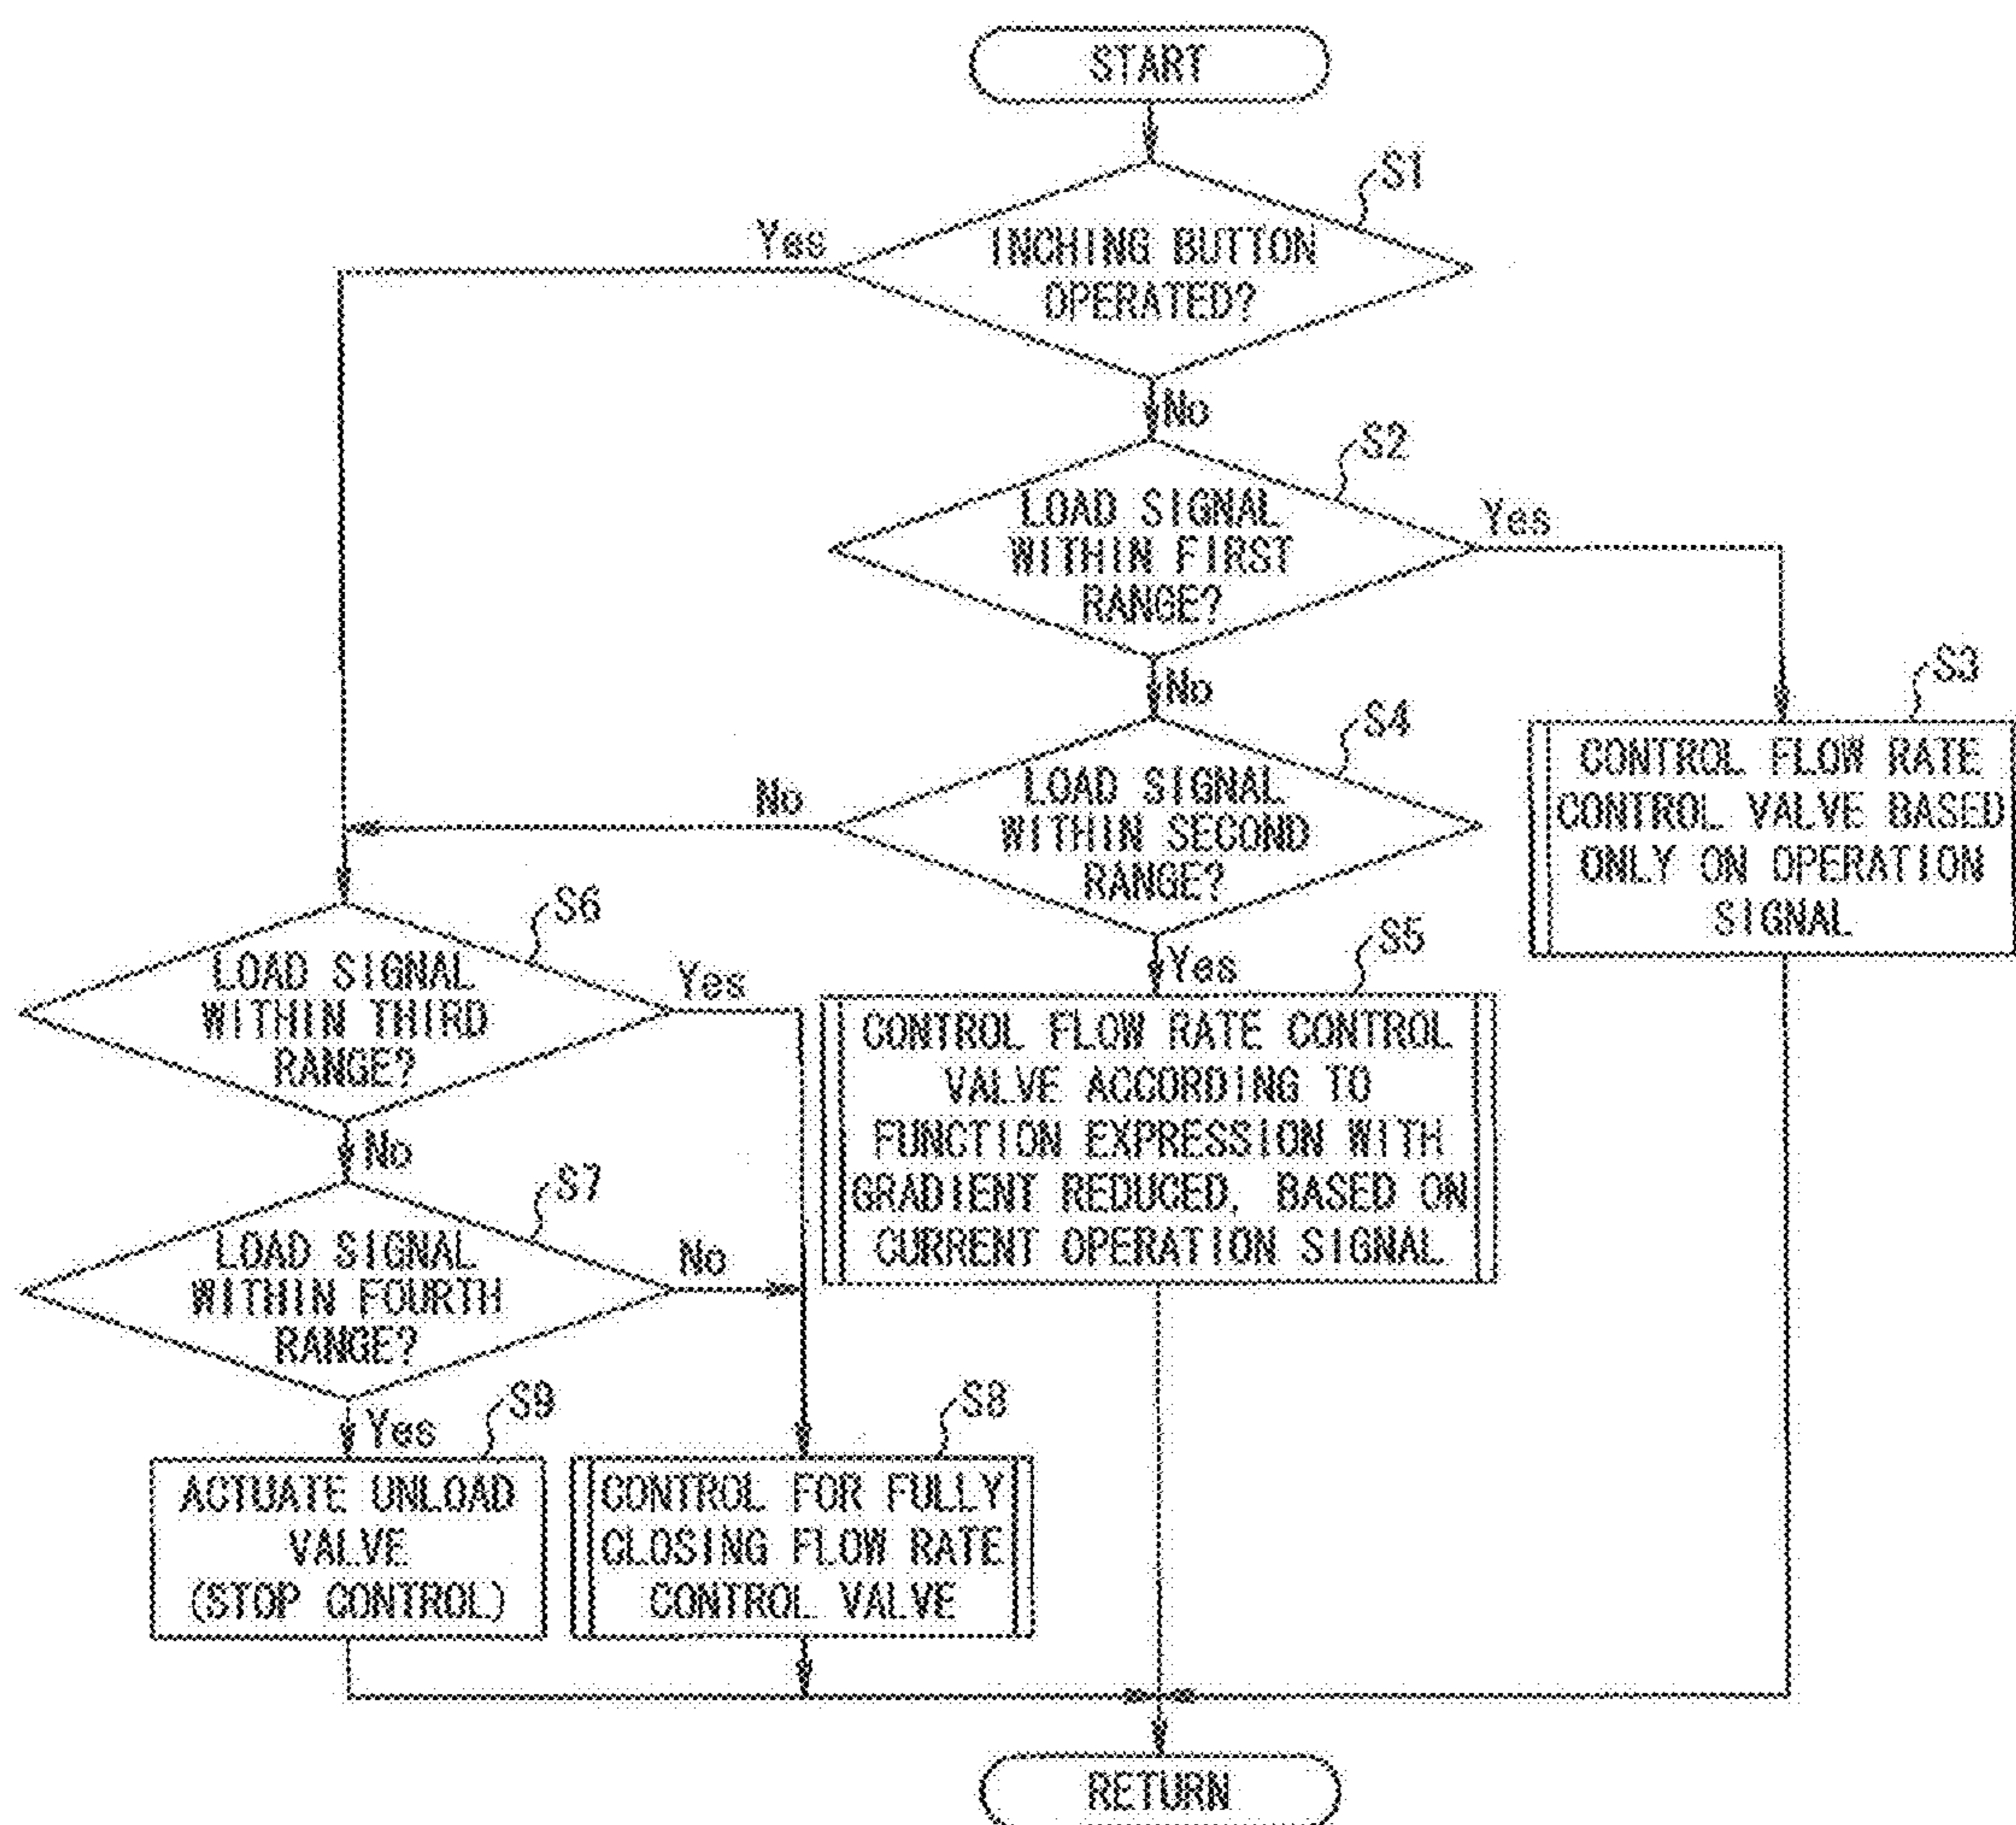 START
S1
Yes
INCHING BUTTON
OPERATED?
No
S2
LOAD SIGNAL
WITHIN FIRST
RANGE?
Yes
No
S3
CONTROL FLOW RATE
CONTROL VALVE BASED
ONLY ON OPERATION
SIGNAL
S4
LOAD SIGNAL
WITHIN SECOND
RANGE?
No
Yes
S5
CONTROL FLOW RATE CONTROL
VALVE ACCORDING TO
FUNCTION EXPRESSION WITH
GRADIENT REDUCED, BASED ON
CURRENT OPERATION SIGNAL
S6
LOAD SIGNAL
WITHIN THIRD
RANGE?
Yes
No
S7
LOAD SIGNAL
WITHIN FOURTH
RANGE?
No
Yes
S9
ACTUATE UNLOAD
VALVE
(STOP CONTROL)
S8
CONTROL FOR FULLY
CLOSING FLOW RATE
CONTROL VALVE
RETURN